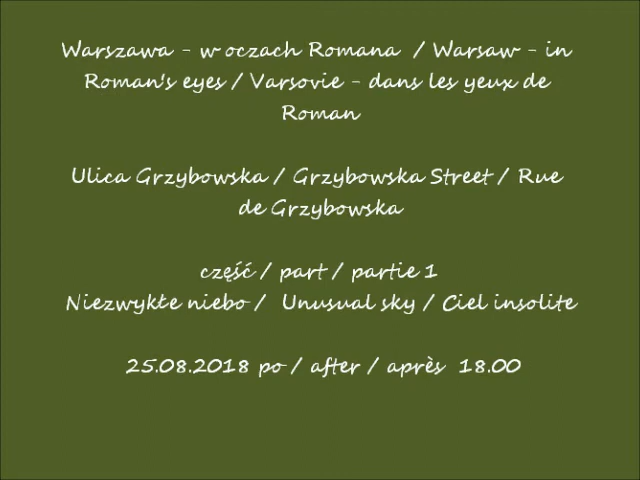 Warszawa - w oczach Romana / Warsaw - in
Roman's eyes / Varsovie - dans les yeux de
Roman
Ulica Grzybowska / Grzybowska Street / Rue
de Grzybowska
część / part / partie 1
Niezwykłe niebo / Unusual sky / Ciel insolite
25.08.2018 po / after / après 18.00